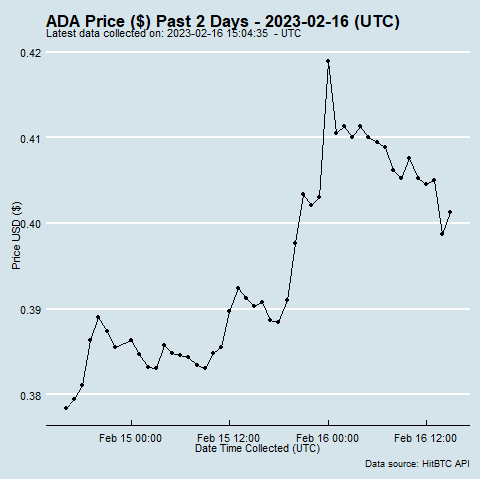 ADA Price ($) Past 2 Days - 2023-02-16 (UTC)
Latest data collected on: 2023-02-16 15:04:35  - UTC
0.42
0.41
0.40
0.39
0.38
Price USD ($)
Feb 15 00:00 Feb 15 12:00 Feb 16 00:00 Feb 16 12:00
Date Time Collected (UTC)
Data source: HitBTC API